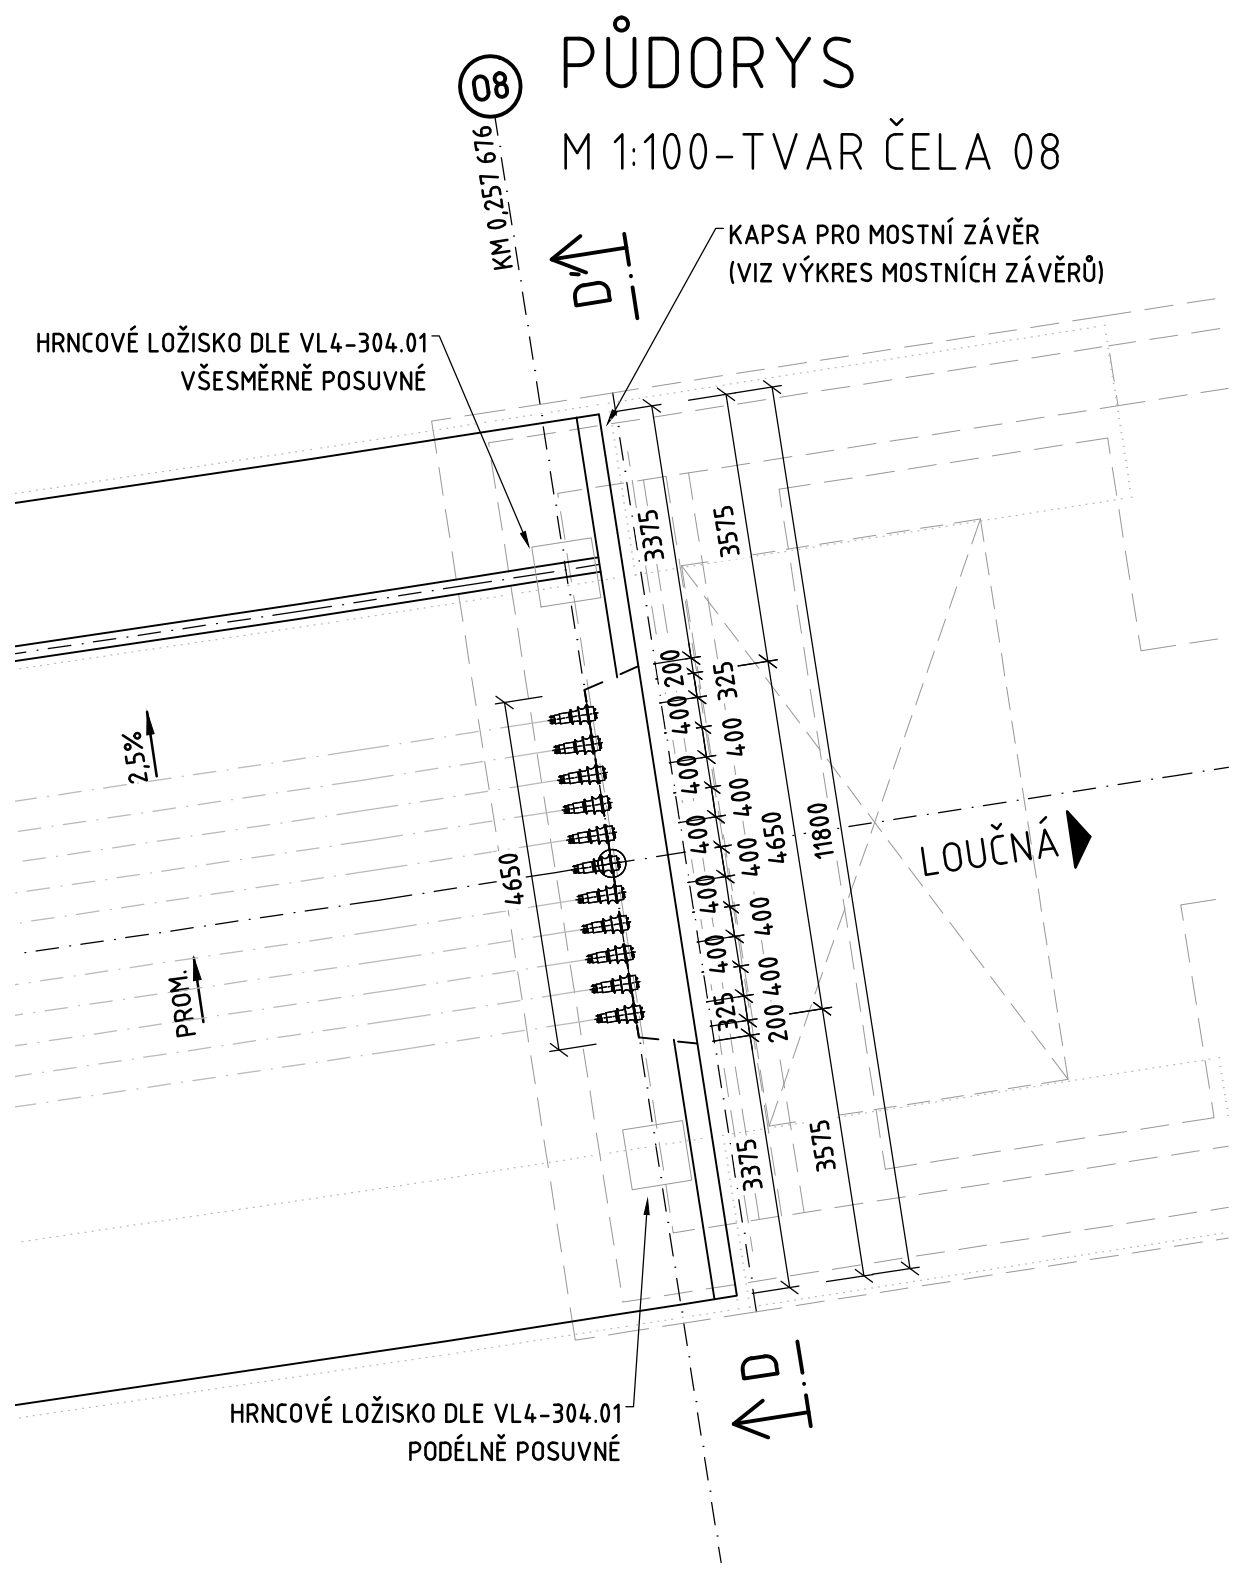 08
PŮDORYS
M 1:100-TVAR ČELA 08
KM 0,257 676
D'
KAPSA PRO MOSTNÍ ZÁVĚR
(VIZ VÝKRES MOSTNÍCH ZÁVĚRŮ)
HRNCOVÉ LOŽISKO DLE VL4-304.01
VŠESMĚRNĚ POSUVNÉ
3375
3575
200
325
400
400
400
400
400
400
400
400
400
400
325
200
4650
4650
11800
2,5%
PROM.
LOUČNÁ
3375
3575
D
HRNCOVÉ LOŽISKO DLE VL4-304.01
PODÉLNĚ POSUVNÉ